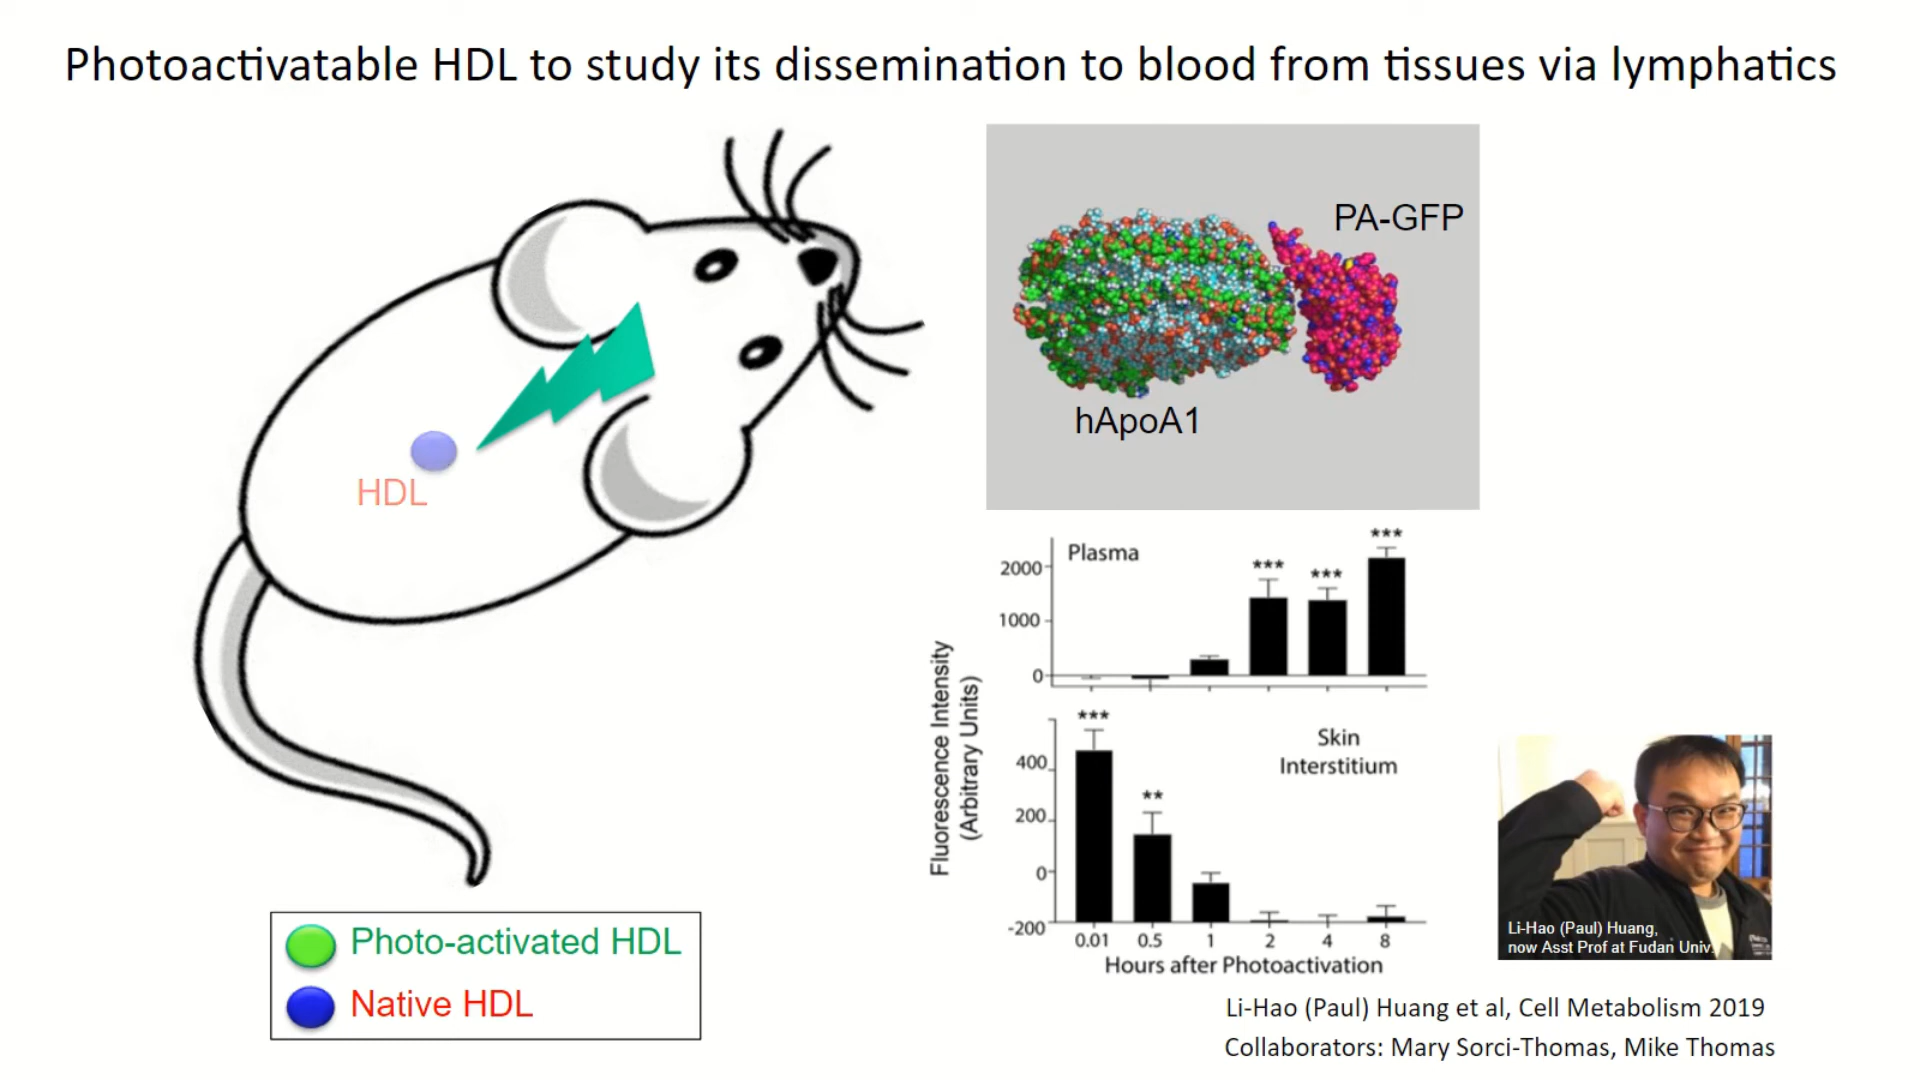 Photoactivatable HDL to study its dissemination to blood from tissues via lymphatics
HDL
PA-GFP
hApoA1
Photo-activated HDL
Native HDL
Fluorescence Intensity
(Arbitrary Units)
Plasma
***
***
***
2000
1000
0
***
**
Skin
Interstitium
400
200
0
-200
0.01 0.5 1 2 4 8
Hours after Photoactivation
Li-Hao (Paul) Huang,
now Asst Prof at Fudan Univ.
Li-Hao (Paul) Huang et al, Cell Metabolism 2019
Collaborators: Mary Sorci-Thomas, Mike Thomas